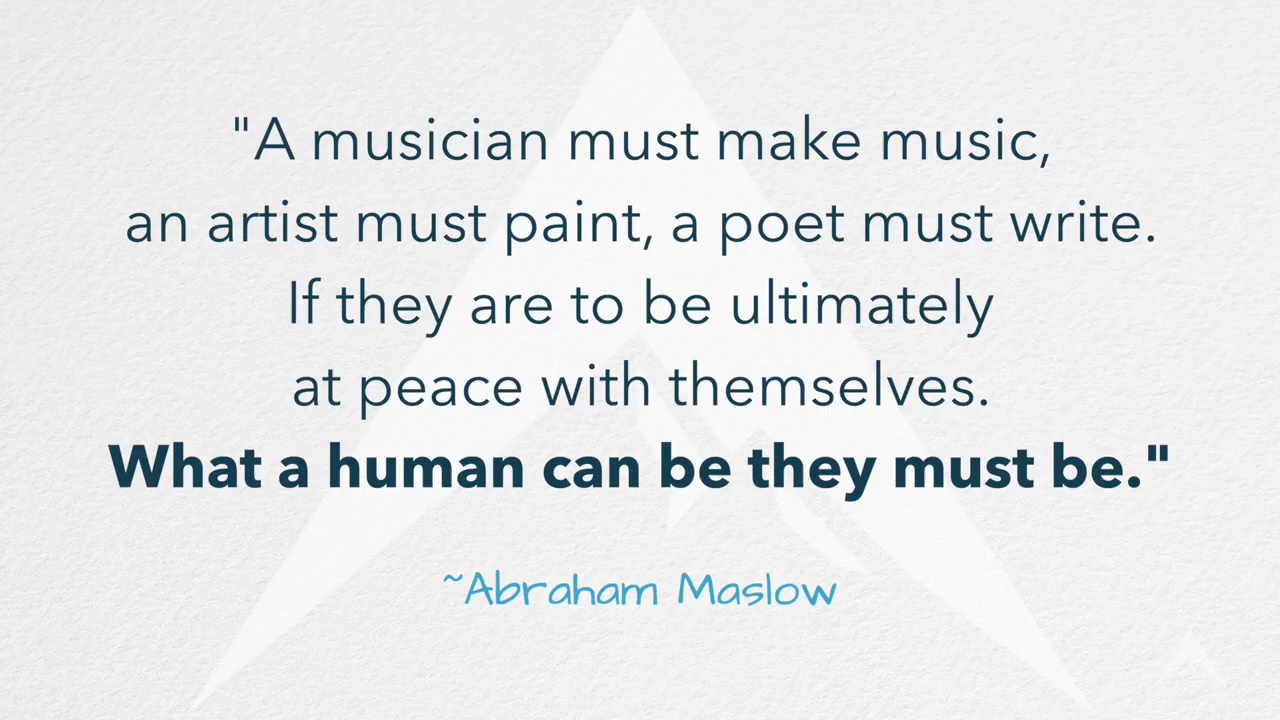 "A musician must make music,
an artist must paint, a poet must write.
If they are to be ultimately
at peace with themselves.
What a human can be they must be."
~Abraham Maslow